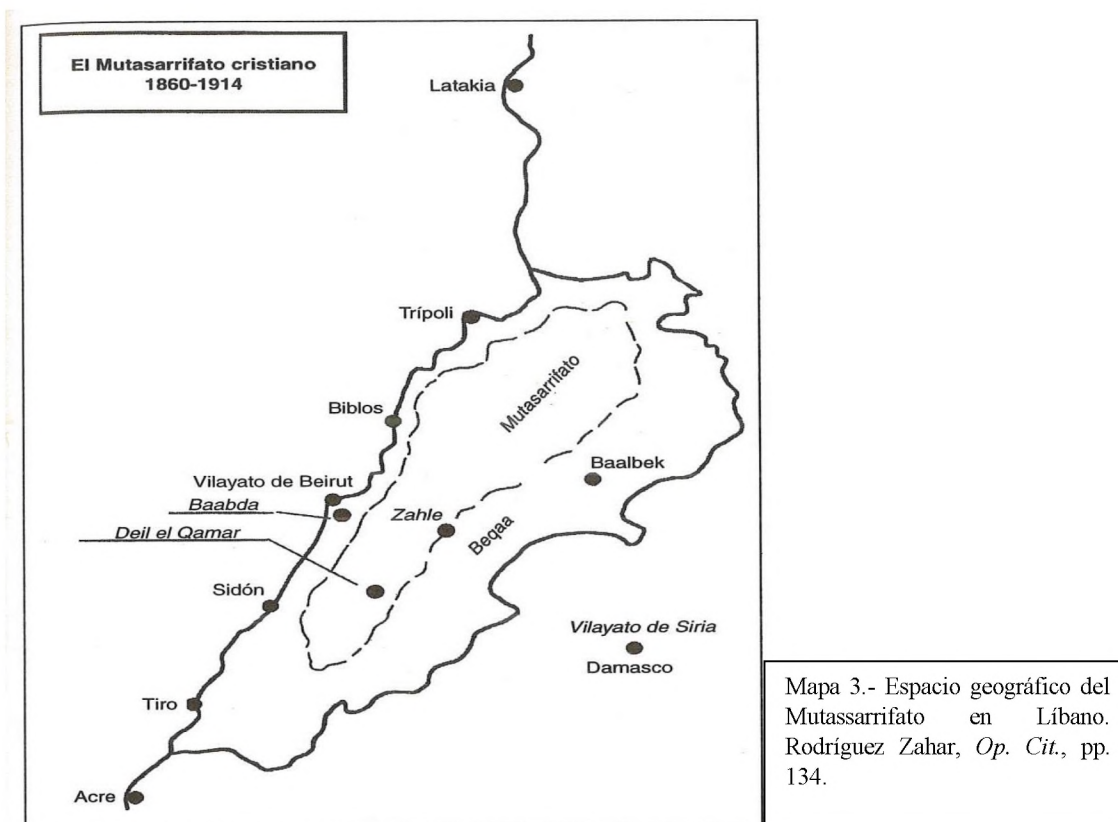 El Mutasarrifato cristiano
1860-1914
Latakia
Trípoli
Mutasarrifato
Biblos
Baalbek
Vilayato de Beirut
Baabda
Zahle
Beqaa
Deil el Qamar
Sidón
Vilayato de Siria
Damasco
Tiro
Acre
Mapa 3.- Espacio geográfico del
Mutassarrifato en Líbano.
Rodríguez Zahar, Op. Cit., pp.
134.